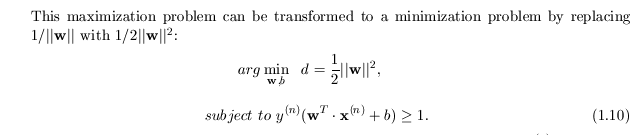 This maximization problem can be transformed to a minimization problem by replacing
1/||w|| with 1/2||w||²:
arg min d = 1/2 ||w||²,
w,b
subject to y⁽ⁿ⁾(wᵀ · x⁽ⁿ⁾ + b) ≥ 1. (1.10)